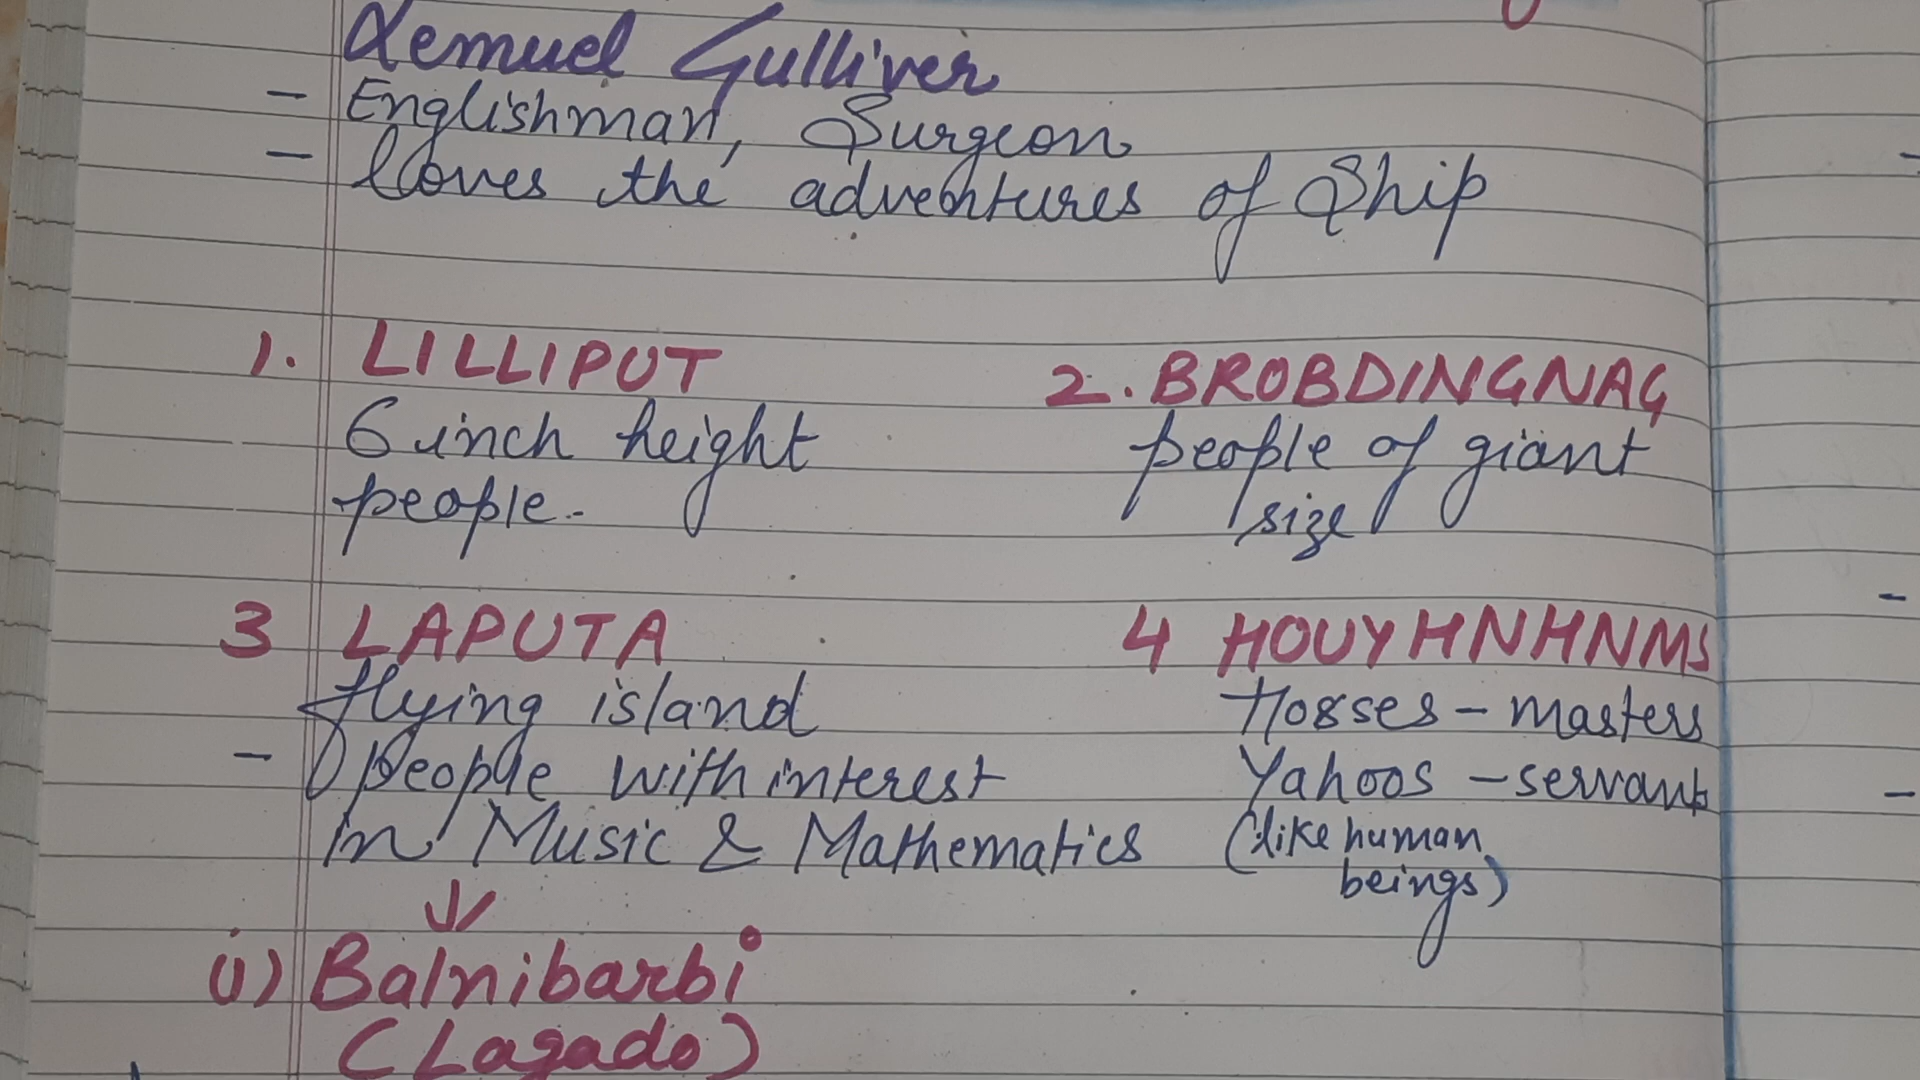 Lemuel Gulliver
- Englishman, Surgeon
- loves the adventures of Ship
1. LILLIPUT
6 inch height
people.
2. BROBDINGNAG
people of giant
size
3 LAPUTA
flying island
- people with interest
in Music & Mathematics
↓
(i) Balnibarbi
(Lagado)
4 HOUYHNHNMS
Horses - masters
Yahoos - servants
(like human
beings)